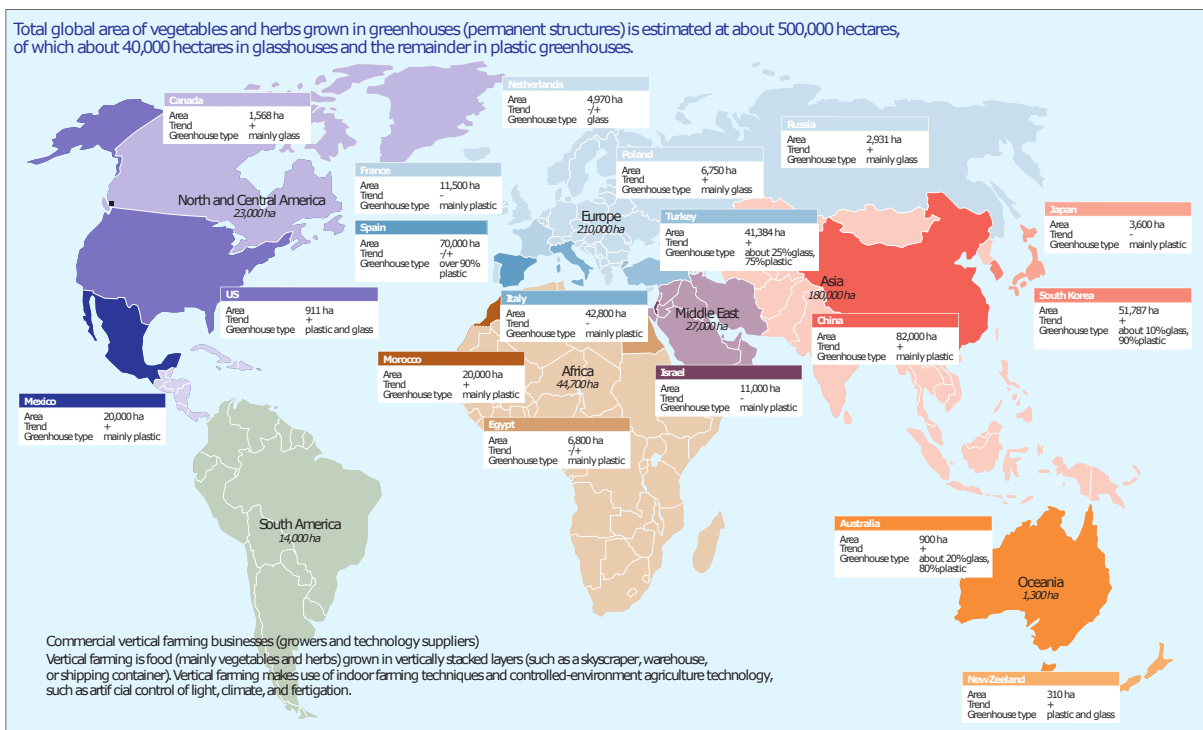 Total global area of vegetables and herbs grown in greenhouses (permanent structures) is estimated at about 500,000 hectares,
of which about 40,000 hectares in glasshouses and the remainder in plastic greenhouses.
Netherlands
Area 4,970 ha
Trend -/+
Greenhouse type glass
Canada
Area 1,568 ha
Trend +
Greenhouse type mainly glass
Russia
Area 2,931 ha
Trend +
Greenhouse type mainly glass
Poland
Area 6,750 ha
Trend +
Greenhouse type mainly glass
France
Area 11,500 ha
Trend -
Greenhouse type mainly plastic
North and Central America
23,000 ha
Europe
210,000 ha
Spain
Area 70,000 ha
Trend -/+
Greenhouse type over 90%
plastic
Turkey
Area 41,384 ha
Trend +
Greenhouse type about 25% glass,
75% plastic
Japan
Area 3,600 ha
Trend -
Greenhouse type mainly plastic
Asia
180,000 ha
US
Area 911 ha
Trend +
Greenhouse type plastic and glass
Italy
Area 42,800 ha
Trend -
Greenhouse type mainly plastic
Middle East
27,000 ha
South Korea
Area 51,787 ha
Trend +
Greenhouse type about 10% glass,
90% plastic
China
Area 82,000 ha
Trend +
Greenhouse type mainly plastic
Morocco
Area 20,000 ha
Trend +
Greenhouse type mainly plastic
Africa
44,700 ha
Israel
Area 11,000 ha
Trend -
Greenhouse type mainly plastic
Mexico
Area 20,000 ha
Trend +
Greenhouse type mainly plastic
Egypt
Area 6,800 ha
Trend -/+
Greenhouse type mainly plastic
South America
14,000 ha
Australia
Area 900 ha
Trend +
Greenhouse type about 20% glass,
80% plastic
Oceania
1,300 ha
Commercial vertical farming businesses (growers and technology suppliers)
Vertical farming is food (mainly vegetables and herbs) grown in vertically stacked layers (such as a skyscraper, warehouse,
or shipping container). Vertical farming makes use of indoor farming techniques and controlled-environment agriculture technology,
such as artif cial control of light, climate, and fertigation.
New Zeeland
Area 310 ha
Trend +
Greenhouse type plastic and glass